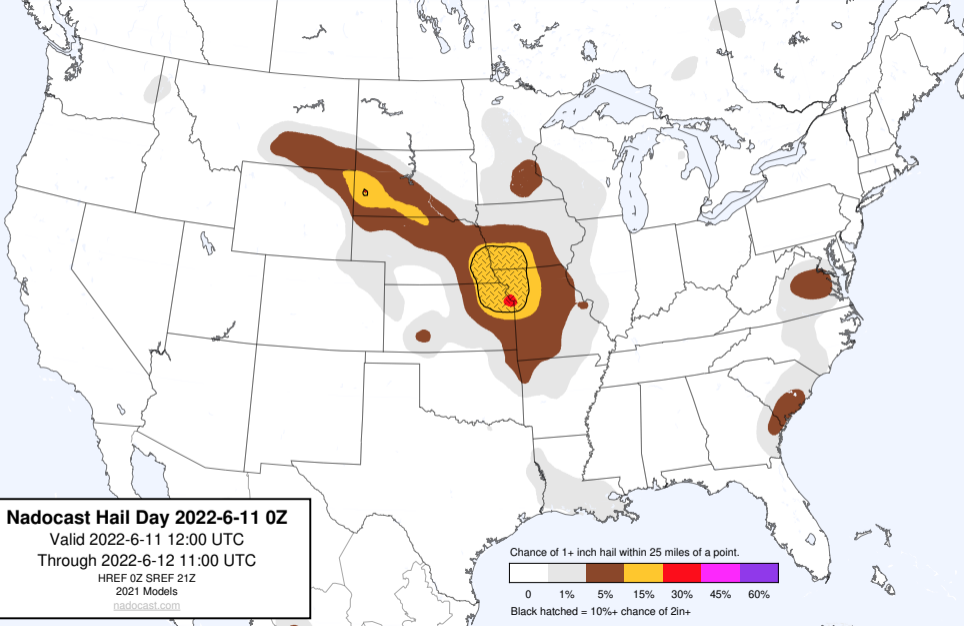 Nadocast Hail Day 2022-6-11 0Z
Valid 2022-6-11 12:00 UTC
Through 2022-6-12 11:00 UTC
HREF 0Z SREF 21Z
2021 Models
nadocast.com
Chance of 1+ inch hail within 25 miles of a point.
0 1% 5% 15% 30% 45% 60%
Black hatched = 10%+ chance of 2in+